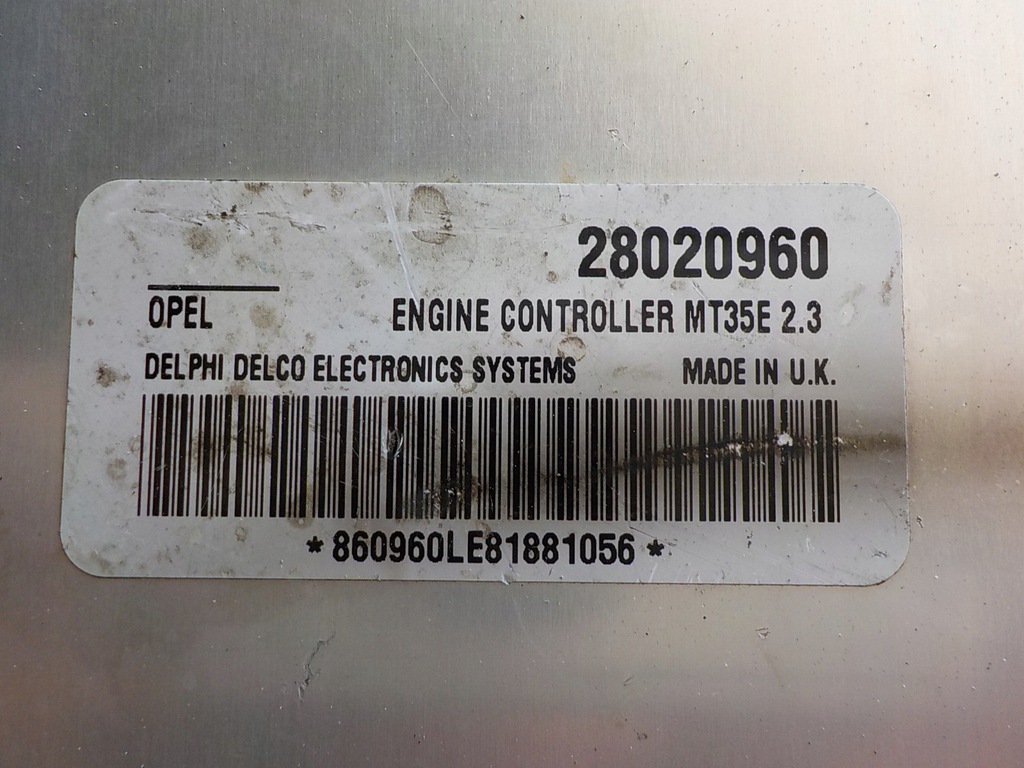 28020960
OPEL ENGINE CONTROLLER MT35E 2.3
DELPHI DELCO ELECTRONICS SYSTEMS MADE IN U.K.
*860960LE81881056*